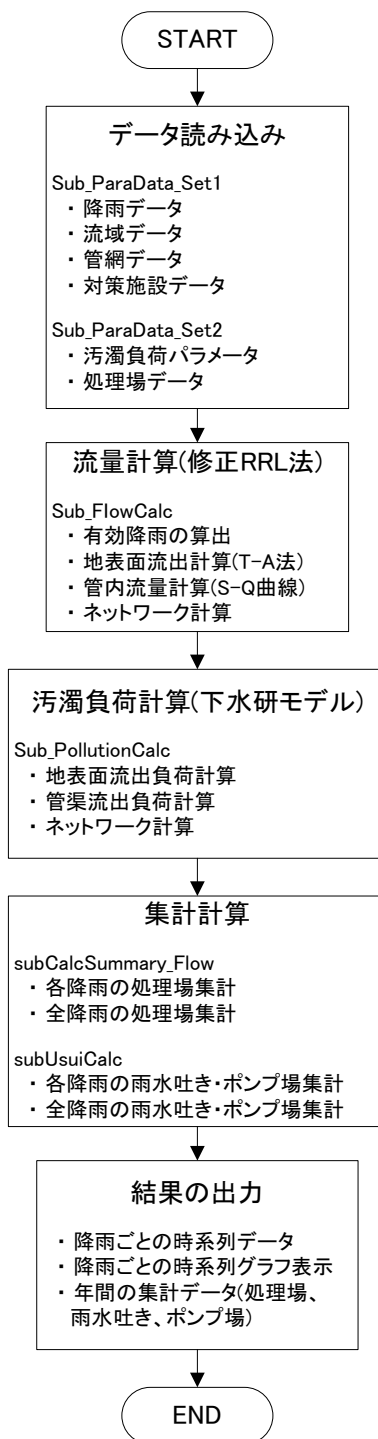 START
データ読み込み
Sub_ParaData_Set1
・ 降雨データ
・ 流域データ
・ 管網データ
・ 対策施設データ
Sub_ParaData_Set2
・ 汚濁負荷パラメータ
・ 処理場データ
流量計算(修正RRL法)
Sub_FlowCalc
・ 有効降雨の算出
・ 地表面流出計算(T-A法)
・ 管内流量計算(S-Q曲線)
・ ネットワーク計算
汚濁負荷計算(下水研モデル)
Sub_PollutionCalc
・ 地表面流出負荷計算
・ 管渠流出負荷計算
・ ネットワーク計算
集計計算
subCalcSummary_Flow
・ 各降雨の処理場集計
・ 全降雨の処理場集計
subUsuiCalc
・ 各降雨の雨水吐き・ポンプ場集計
・ 全降雨の雨水吐き・ポンプ場集計
結果の出力
・ 降雨ごとの時系列データ
・ 降雨ごとの時系列グラフ表示
・ 年間の集計データ(処理場、
雨水吐き、ポンプ場)
END